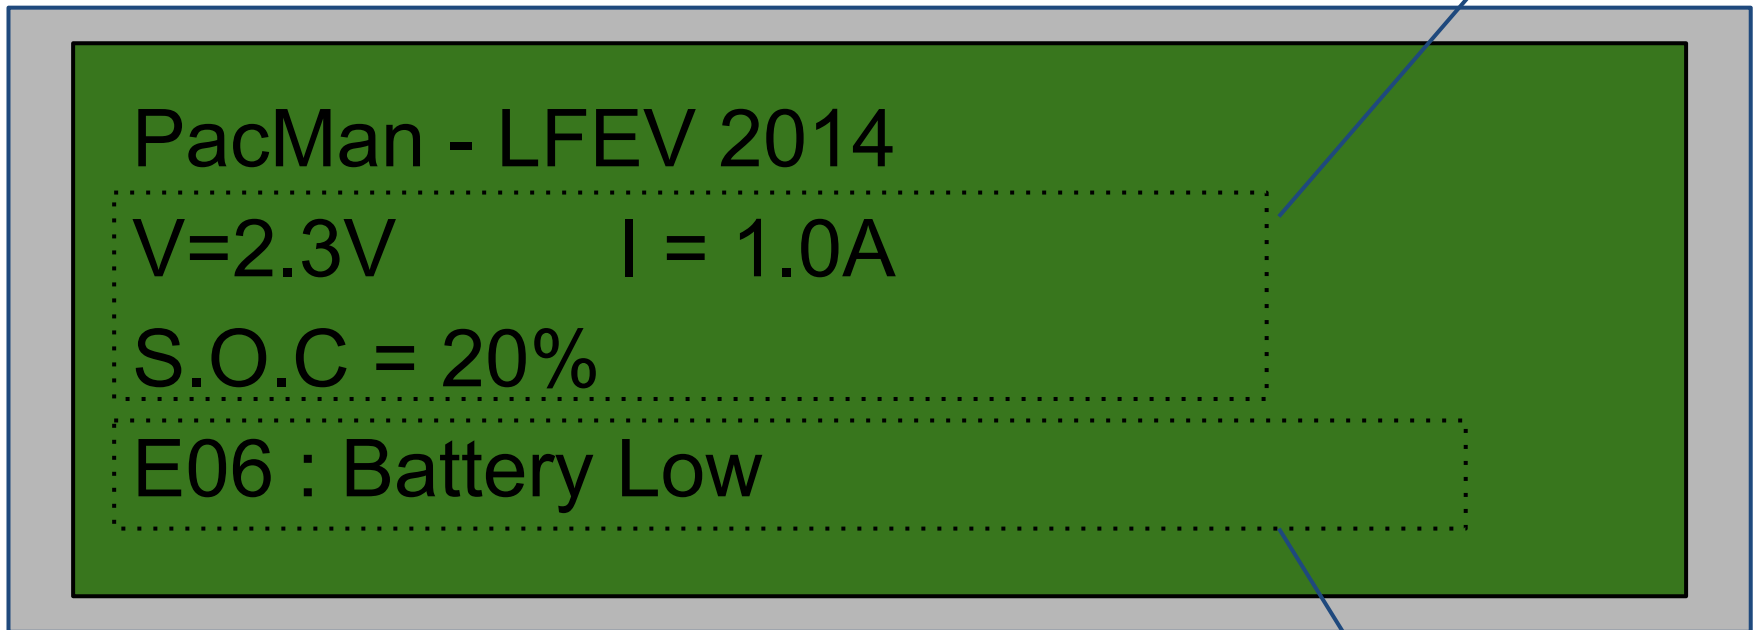 PacMan - LFEV 2014
V=2.3V I = 1.0A
S.O.C = 20%
E06 : Battery Low